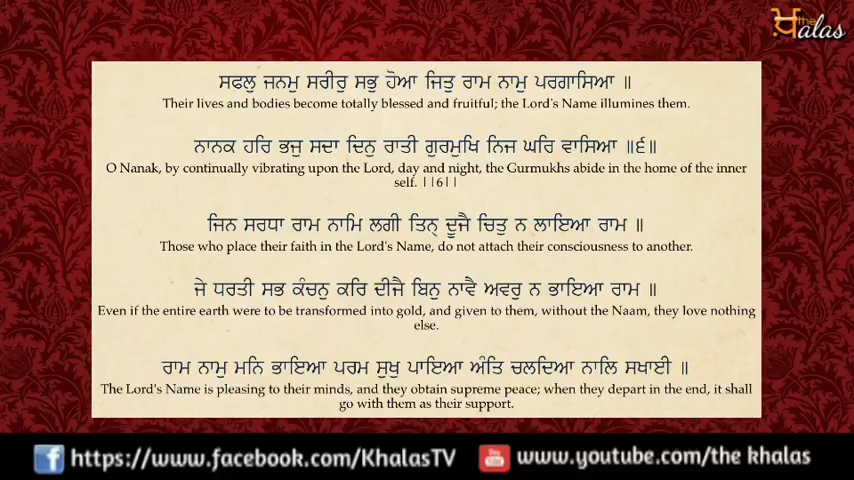 the
ਖ਼alas
ਸਫਲੁ ਜਨਮੁ ਸਰੀਰੁ ਸਭੁ ਹੋਆ ਜਿਤੁ ਰਾਮ ਨਾਮੁ ਪਰਗਾਸਿਆ ॥
Their lives and bodies become totally blessed and fruitful; the Lord's Name illumines them.
ਨਾਨਕ ਹਰਿ ਭਜੁ ਸਦਾ ਦਿਨੁ ਰਾਤੀ ਗੁਰਮੁਖਿ ਨਿਜ ਘਰਿ ਵਾਸਿਆ ॥੬॥
O Nanak, by continually vibrating upon the Lord, day and night, the Gurmukhs abide in the home of the inner
self. ||6||
ਜਿਨ ਸਰਧਾ ਰਾਮ ਨਾਮਿ ਲਗੀ ਤਿਨ੍ ਦੂਜੈ ਚਿਤੁ ਨ ਲਾਇਆ ਰਾਮ ॥
Those who place their faith in the Lord's Name, do not attach their consciousness to another.
ਜੇ ਧਰਤੀ ਸਭ ਕੰਚਨੁ ਕਰਿ ਦੀਜੈ ਬਿਨੁ ਨਾਵੈ ਅਵਰੁ ਨ ਭਾਇਆ ਰਾਮ ॥
Even if the entire earth were to be transformed into gold, and given to them, without the Naam, they love nothing
else.
ਰਾਮ ਨਾਮੁ ਮਨਿ ਭਾਇਆ ਪਰਮ ਸੁਖੁ ਪਾਇਆ ਅੰਤਿ ਚਲਦਿਆ ਨਾਲਿ ਸਖਾਈ ॥
The Lord's Name is pleasing to their minds, and they obtain supreme peace; when they depart in the end, it shall
go with them as their support.
https://www.facebook.com/KhalasTV www.youtube.com/the khalas